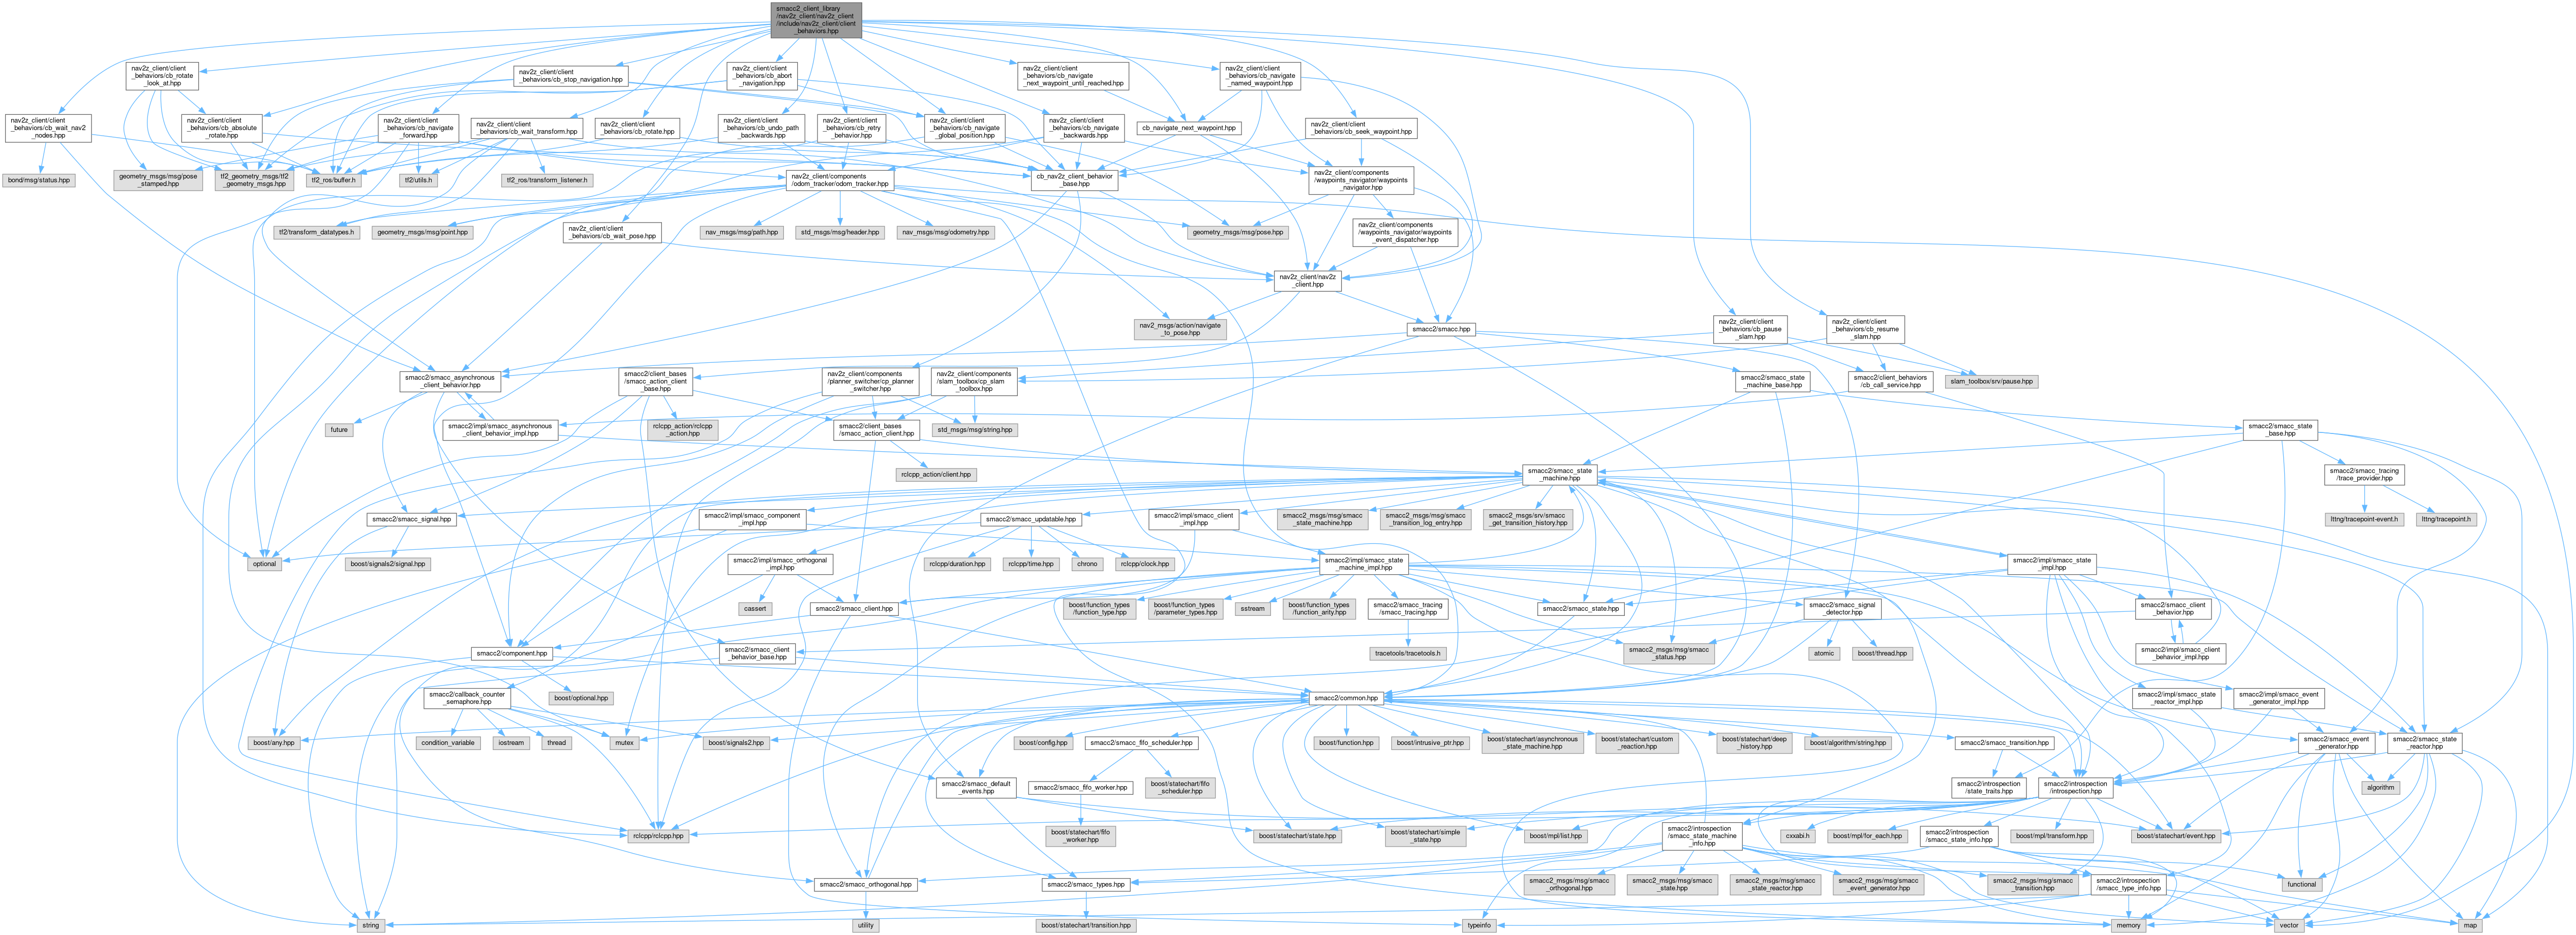 smacc2_client_library
/nav2z_client/nav2z_client
/include/nav2z_client/client
_behaviors.hpp
nav2z_client/client
_behaviors/cb_rotate
_look_at.hpp
nav2z_client/client
_behaviors/cb_stop_navigation.hpp
nav2z_client/client
_behaviors/cb_abort
_navigation.hpp
nav2z_client/client
_behaviors/cb_navigate
_next_waypoint_until_reached.hpp
nav2z_client/client
_behaviors/cb_navigate
_named_waypoint.hpp
nav2z_client/client
_behaviors/cb_wait_nav2
_nodes.hpp
nav2z_client/client
_behaviors/cb_absolute
_rotate.hpp
nav2z_client/client
_behaviors/cb_navigate
_forward.hpp
nav2z_client/client
_behaviors/cb_wait_transform.hpp
nav2z_client/client
_behaviors/cb_rotate.hpp
nav2z_client/client
_behaviors/cb_undo_path
_backwards.hpp
nav2z_client/client
_behaviors/cb_retry
_behavior.hpp
nav2z_client/client
_behaviors/cb_navigate
_global_position.hpp
nav2z_client/client
_behaviors/cb_navigate
_backwards.hpp
cb_navigate_next_waypoint.hpp
nav2z_client/client
_behaviors/cb_seek_waypoint.hpp
bond/msg/status.hpp
geometry_msgs/msg/pose
_stamped.hpp
tf2_geometry_msgs/tf2
_geometry_msgs.hpp
tf2_ros/buffer.h
tf2/utils.h
tf2_ros/transform_listener.h
nav2z_client/components
/odom_tracker/odom_tracker.hpp
cb_nav2z_client_behavior
_base.hpp
nav2z_client/components
/waypoints_navigator/waypoints
_navigator.hpp
tf2/transform_datatypes.h
geometry_msgs/msg/point.hpp
nav2z_client/client
_behaviors/cb_wait_pose.hpp
nav_msgs/msg/path.hpp
std_msgs/msg/header.hpp
nav_msgs/msg/odometry.hpp
geometry_msgs/msg/pose.hpp
nav2z_client/components
/waypoints_navigator/waypoints
_event_dispatcher.hpp
nav2z_client/nav2z
_client.hpp
nav2_msgs/action/navigate
_to_pose.hpp
smacc2/smacc.hpp
nav2z_client/client
_behaviors/cb_pause
_slam.hpp
nav2z_client/client
_behaviors/cb_resume
_slam.hpp
smacc2/smacc_asynchronous
_client_behavior.hpp
smacc2/client_bases
/smacc_action_client
_base.hpp
nav2z_client/components
/planner_switcher/cp_planner
_switcher.hpp
nav2z_client/components
/slam_toolbox/cp_slam
_toolbox.hpp
smacc2/smacc_state
_machine_base.hpp
smacc2/client_behaviors
/cb_call_service.hpp
slam_toolbox/srv/pause.hpp
future
smacc2/impl/smacc_asynchronous
_client_behavior_impl.hpp
rclcpp_action/rclcpp
_action.hpp
smacc2/client_bases
/smacc_action_client.hpp
std_msgs/msg/string.hpp
smacc2/smacc_state
_base.hpp
rclcpp_action/client.hpp
smacc2/smacc_state
_machine.hpp
smacc2/smacc_tracing
/trace_provider.hpp
smacc2/smacc_signal.hpp
smacc2/impl/smacc_component
_impl.hpp
smacc2/smacc_updatable.hpp
smacc2/impl/smacc_client
_impl.hpp
smacc2_msgs/msg/smacc
_state_machine.hpp
smacc2_msgs/msg/smacc
_transition_log_entry.hpp
smacc2_msgs/srv/smacc
_get_transition_history.hpp
lttng/tracepoint-event.h
lttng/tracepoint.h
optional
boost/signals2/signal.hpp
smacc2/impl/smacc_orthogonal
_impl.hpp
rclcpp/duration.hpp
rclcpp/time.hpp
chrono
rclcpp/clock.hpp
smacc2/impl/smacc_state
_machine_impl.hpp
smacc2/impl/smacc_state
_impl.hpp
cassert
smacc2/smacc_client.hpp
boost/function_types
/function_type.hpp
boost/function_types
/parameter_types.hpp
sstream
boost/function_types
/function_arity.hpp
smacc2/smacc_tracing
/smacc_tracing.hpp
smacc2/smacc_state.hpp
smacc2/smacc_signal
_detector.hpp
smacc2/smacc_client
_behavior.hpp
smacc2/component.hpp
smacc2/smacc_client
_behavior_base.hpp
tracetools/tracetools.h
smacc2_msgs/msg/smacc
_status.hpp
atomic
boost/thread.hpp
smacc2/impl/smacc_client
_behavior_impl.hpp
smacc2/callback_counter
_semaphore.hpp
boost/optional.hpp
smacc2/common.hpp
smacc2/impl/smacc_state
_reactor_impl.hpp
smacc2/impl/smacc_event
_generator_impl.hpp
boost/any.hpp
condition_variable
iostream
thread
mutex
boost/signals2.hpp
boost/config.hpp
smacc2/smacc_fifo_scheduler.hpp
boost/function.hpp
boost/intrusive_ptr.hpp
boost/statechart/asynchronous
_state_machine.hpp
boost/statechart/custom
_reaction.hpp
boost/statechart/deep
_history.hpp
boost/algorithm/string.hpp
smacc2/smacc_transition.hpp
smacc2/smacc_event
_generator.hpp
smacc2/smacc_state
_reactor.hpp
smacc2/smacc_default
_events.hpp
smacc2/smacc_fifo_worker.hpp
boost/statechart/fifo
_scheduler.hpp
smacc2/introspection
/state_traits.hpp
smacc2/introspection
/introspection.hpp
algorithm
rclcpp/rclcpp.hpp
boost/statechart/fifo
_worker.hpp
boost/statechart/state.hpp
boost/statechart/simple
_state.hpp
boost/mpl/list.hpp
smacc2/introspection
/smacc_state_machine
_info.hpp
cxxabi.h
boost/mpl/for_each.hpp
smacc2/introspection
/smacc_state_info.hpp
boost/mpl/transform.hpp
boost/statechart/event.hpp
smacc2/smacc_orthogonal.hpp
smacc2/smacc_types.hpp
smacc2_msgs/msg/smacc
_orthogonal.hpp
smacc2_msgs/msg/smacc
_state.hpp
smacc2_msgs/msg/smacc
_state_reactor.hpp
smacc2_msgs/msg/smacc
_event_generator.hpp
smacc2_msgs/msg/smacc
_transition.hpp
smacc2/introspection
/smacc_type_info.hpp
functional
string
utility
boost/statechart/transition.hpp
typeinfo
memory
vector
map